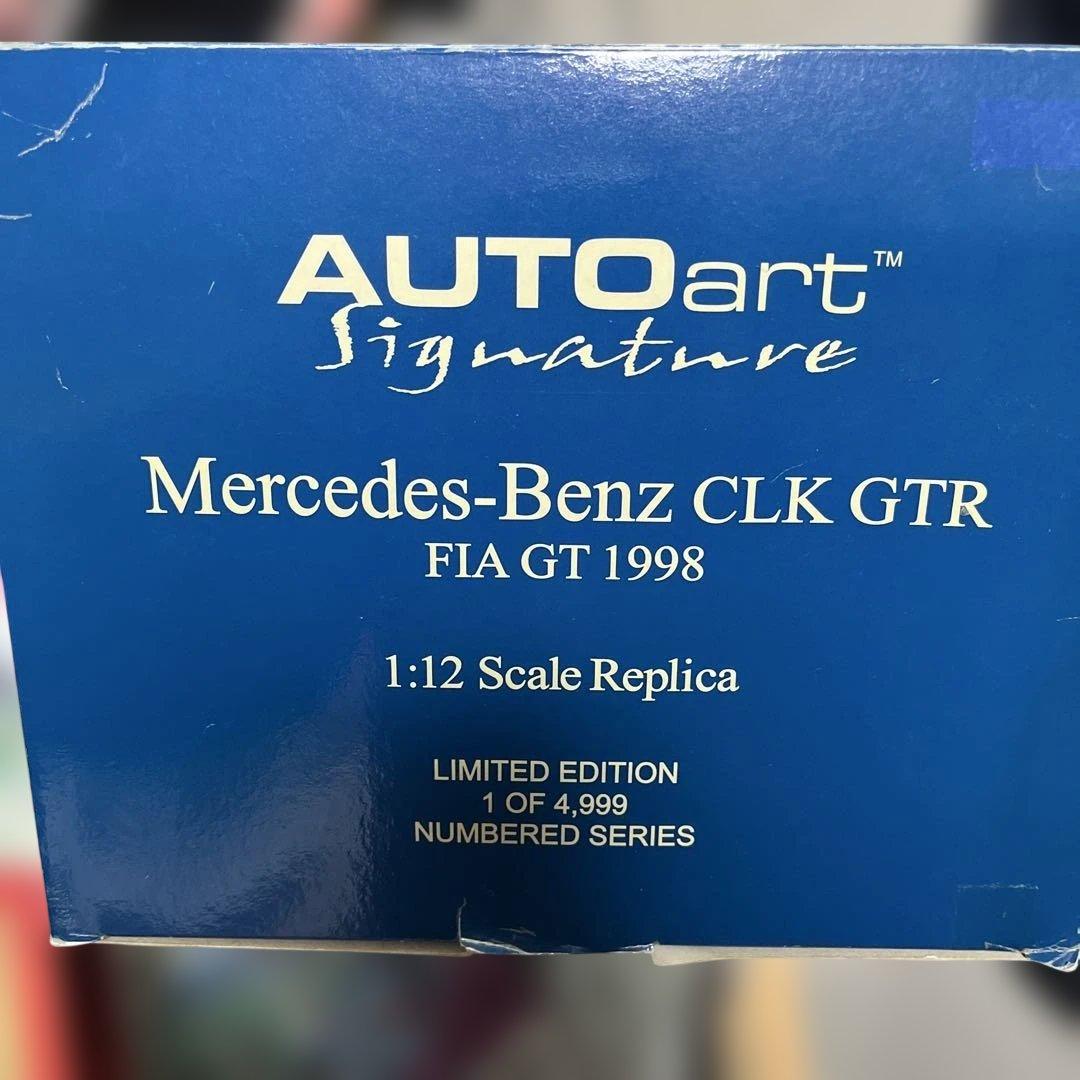 AUTOart™
Signature
Mercedes-Benz CLK GTR
FIA GT 1998
1:12 Scale Replica
LIMITED EDITION
1 OF 4,999
NUMBERED SERIES